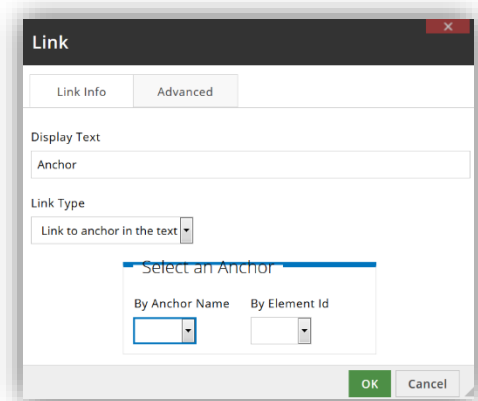 Link
Link Info Advanced
Display Text
Anchor
Link Type
Link to anchor in the text
Select an Anchor
By Anchor Name By Element Id
OK Cancel